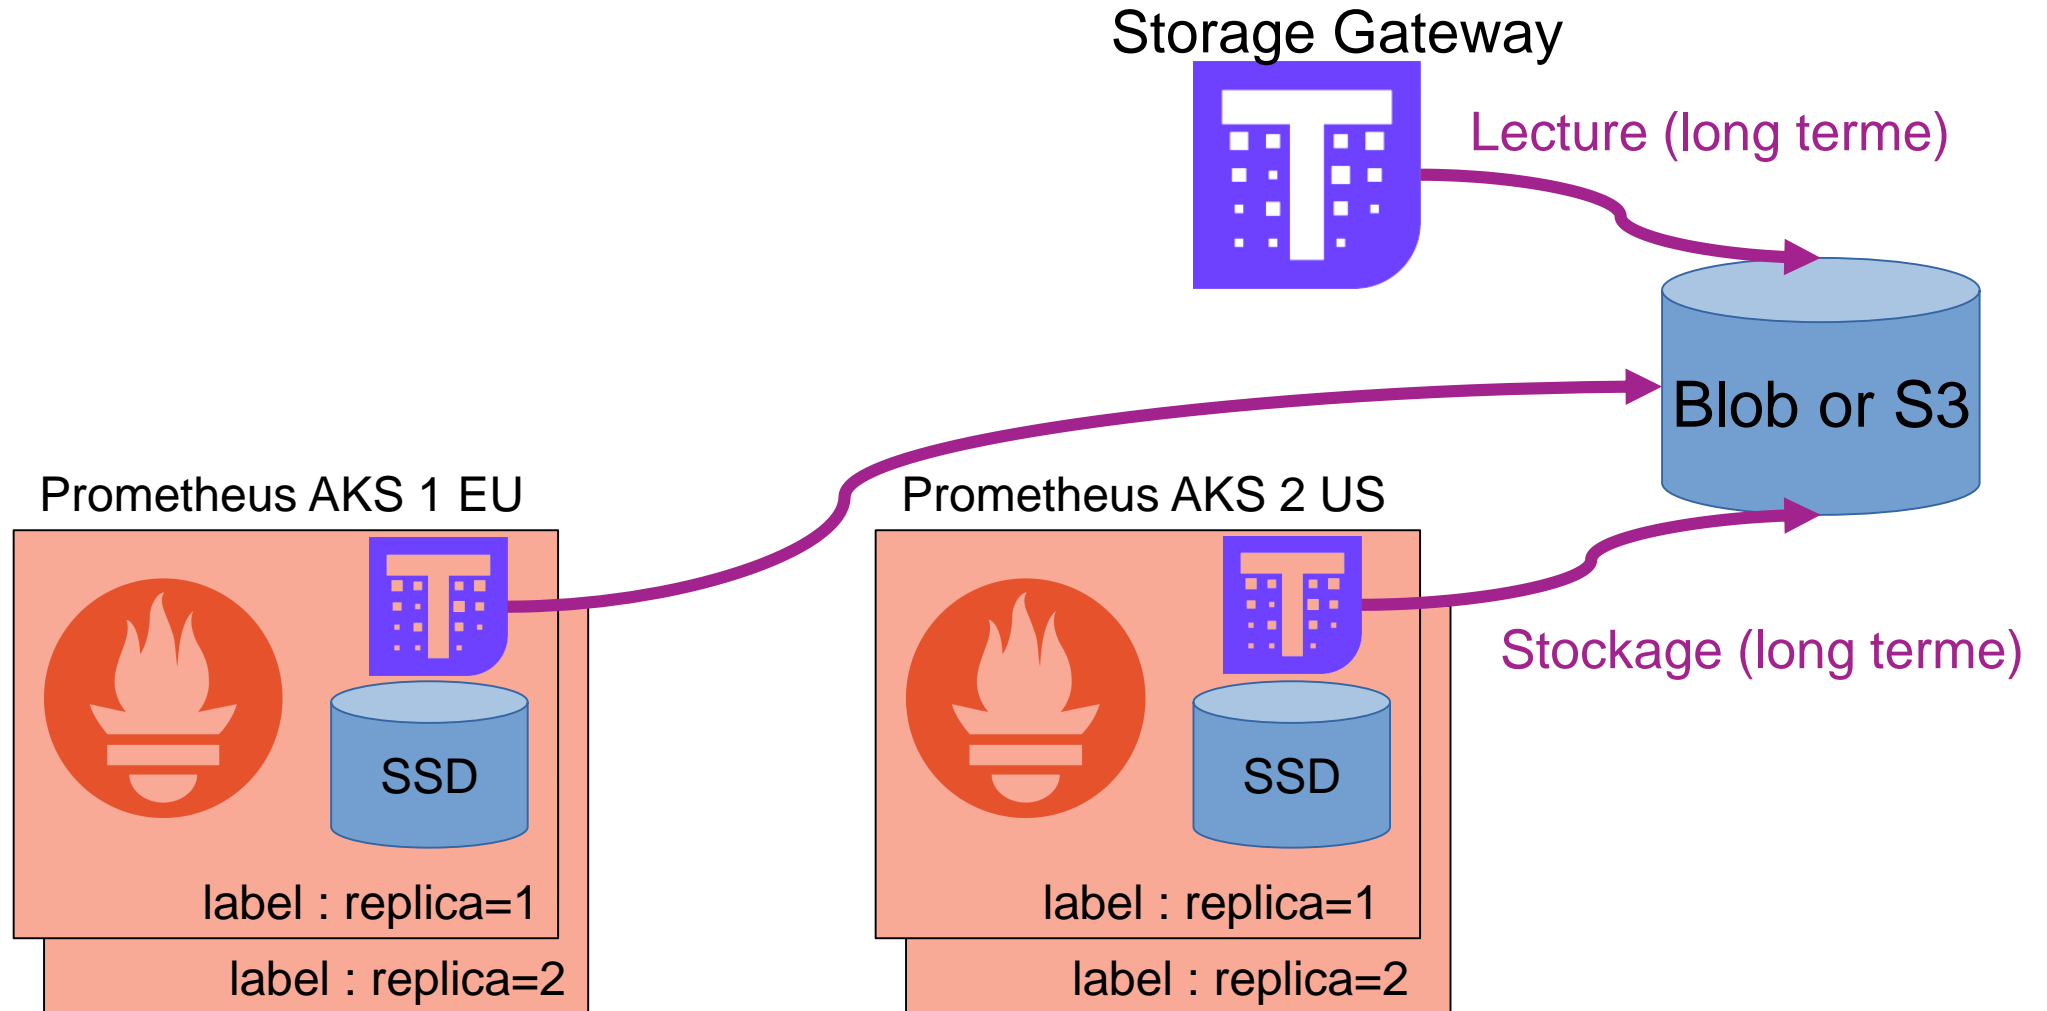 Storage Gateway
Lecture (long terme)
Blob or S3
Prometheus AKS 1 EU
Prometheus AKS 2 US
Stockage (long terme)
SSD
SSD
label : replica=1
label : replica=1
label : replica=2
label : replica=2